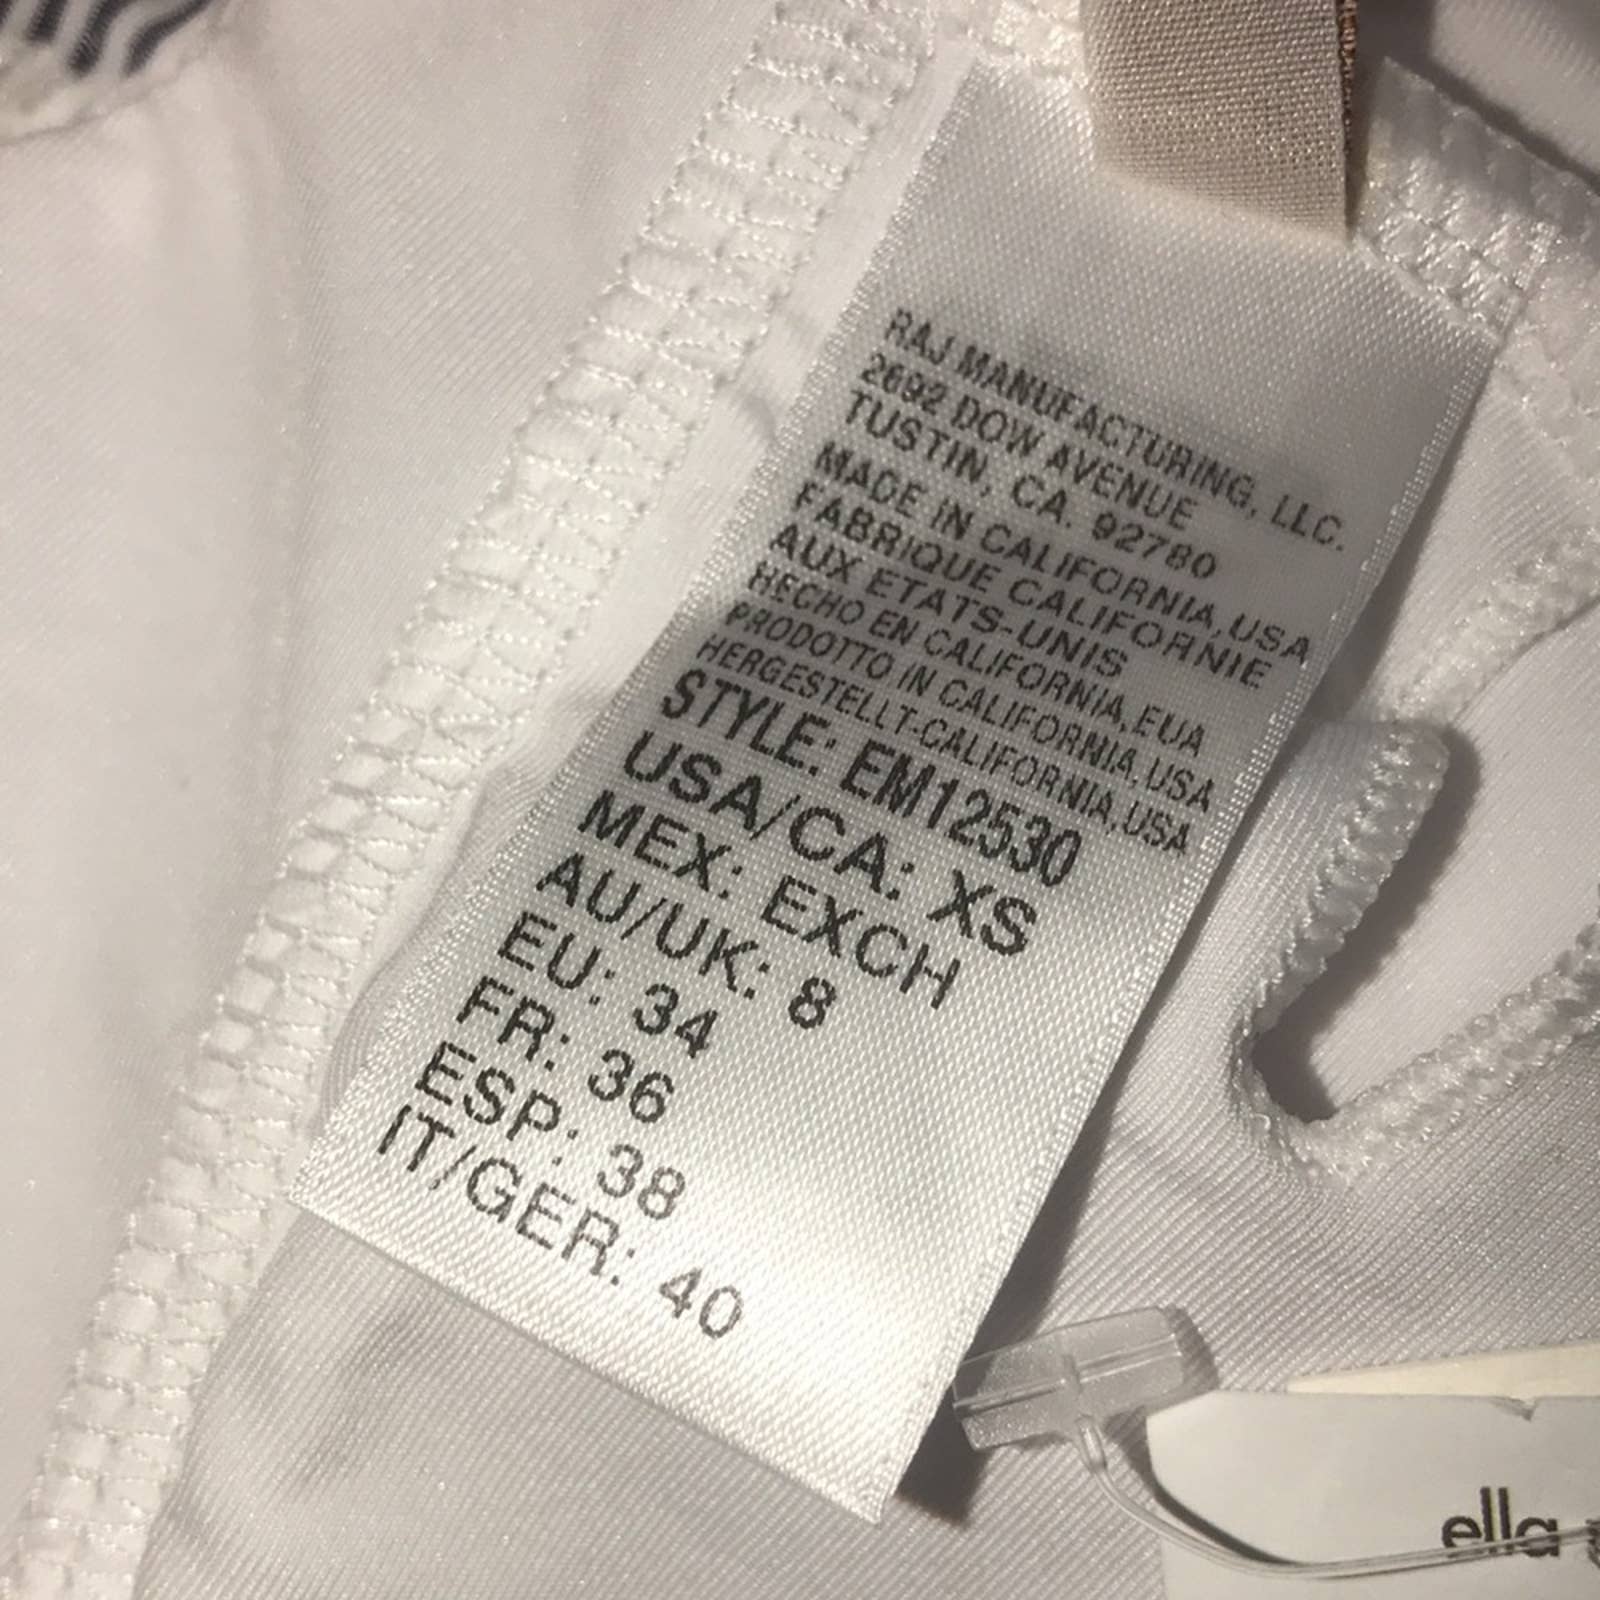 RAJ MANUFACTURING, LLC.
2692 DOW AVENUE
TUSTIN, CA. 92780
MADE IN CALIFORNIA, USA
FABRIQUE CALIFORNIE
AUX ETATS-UNIS
HECHO EN CALIFORNIA, EUA
PRODOTTO IN CALIFORNIA, USA
HERGESTELLT-CALIFORNIA, USA
STYLE: EM12530
USA/CA: XS
MEX: EXCH
AU/UK: 8
EU: 34
FR: 36
ESP: 38
IT/GER: 40
ella